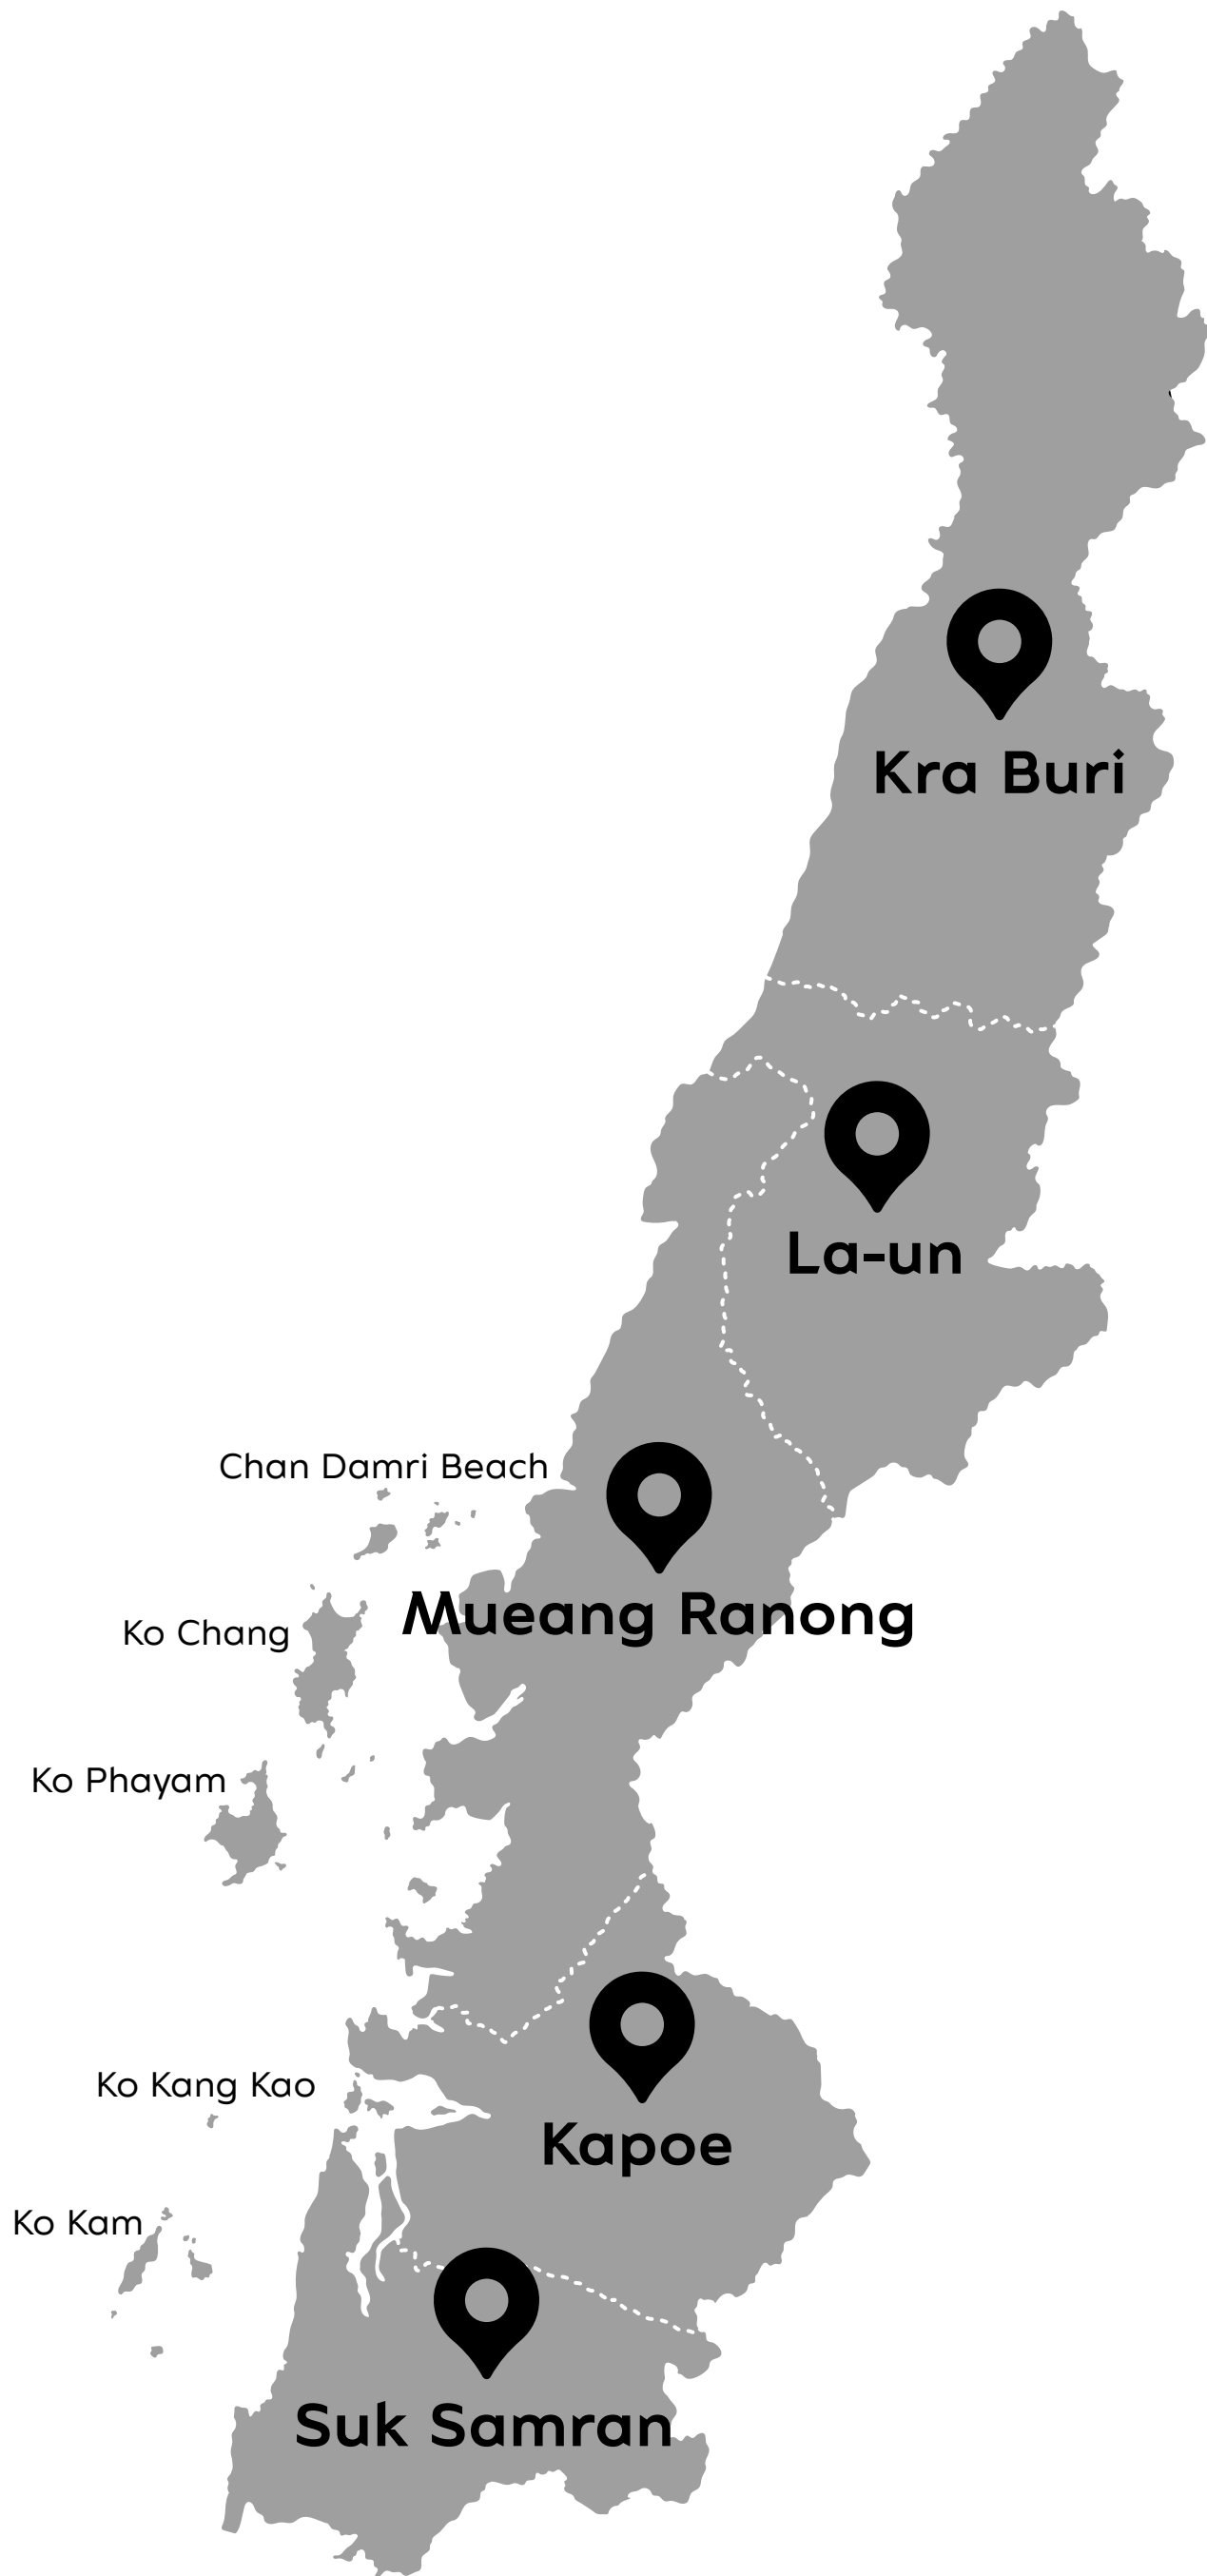 Kra Buri
La-un
Chan Damri Beach
Mueang Ranong
Ko Chang
Ko Phayam
Ko Kang Kao
Kapoe
Ko Kam
Suk Samran